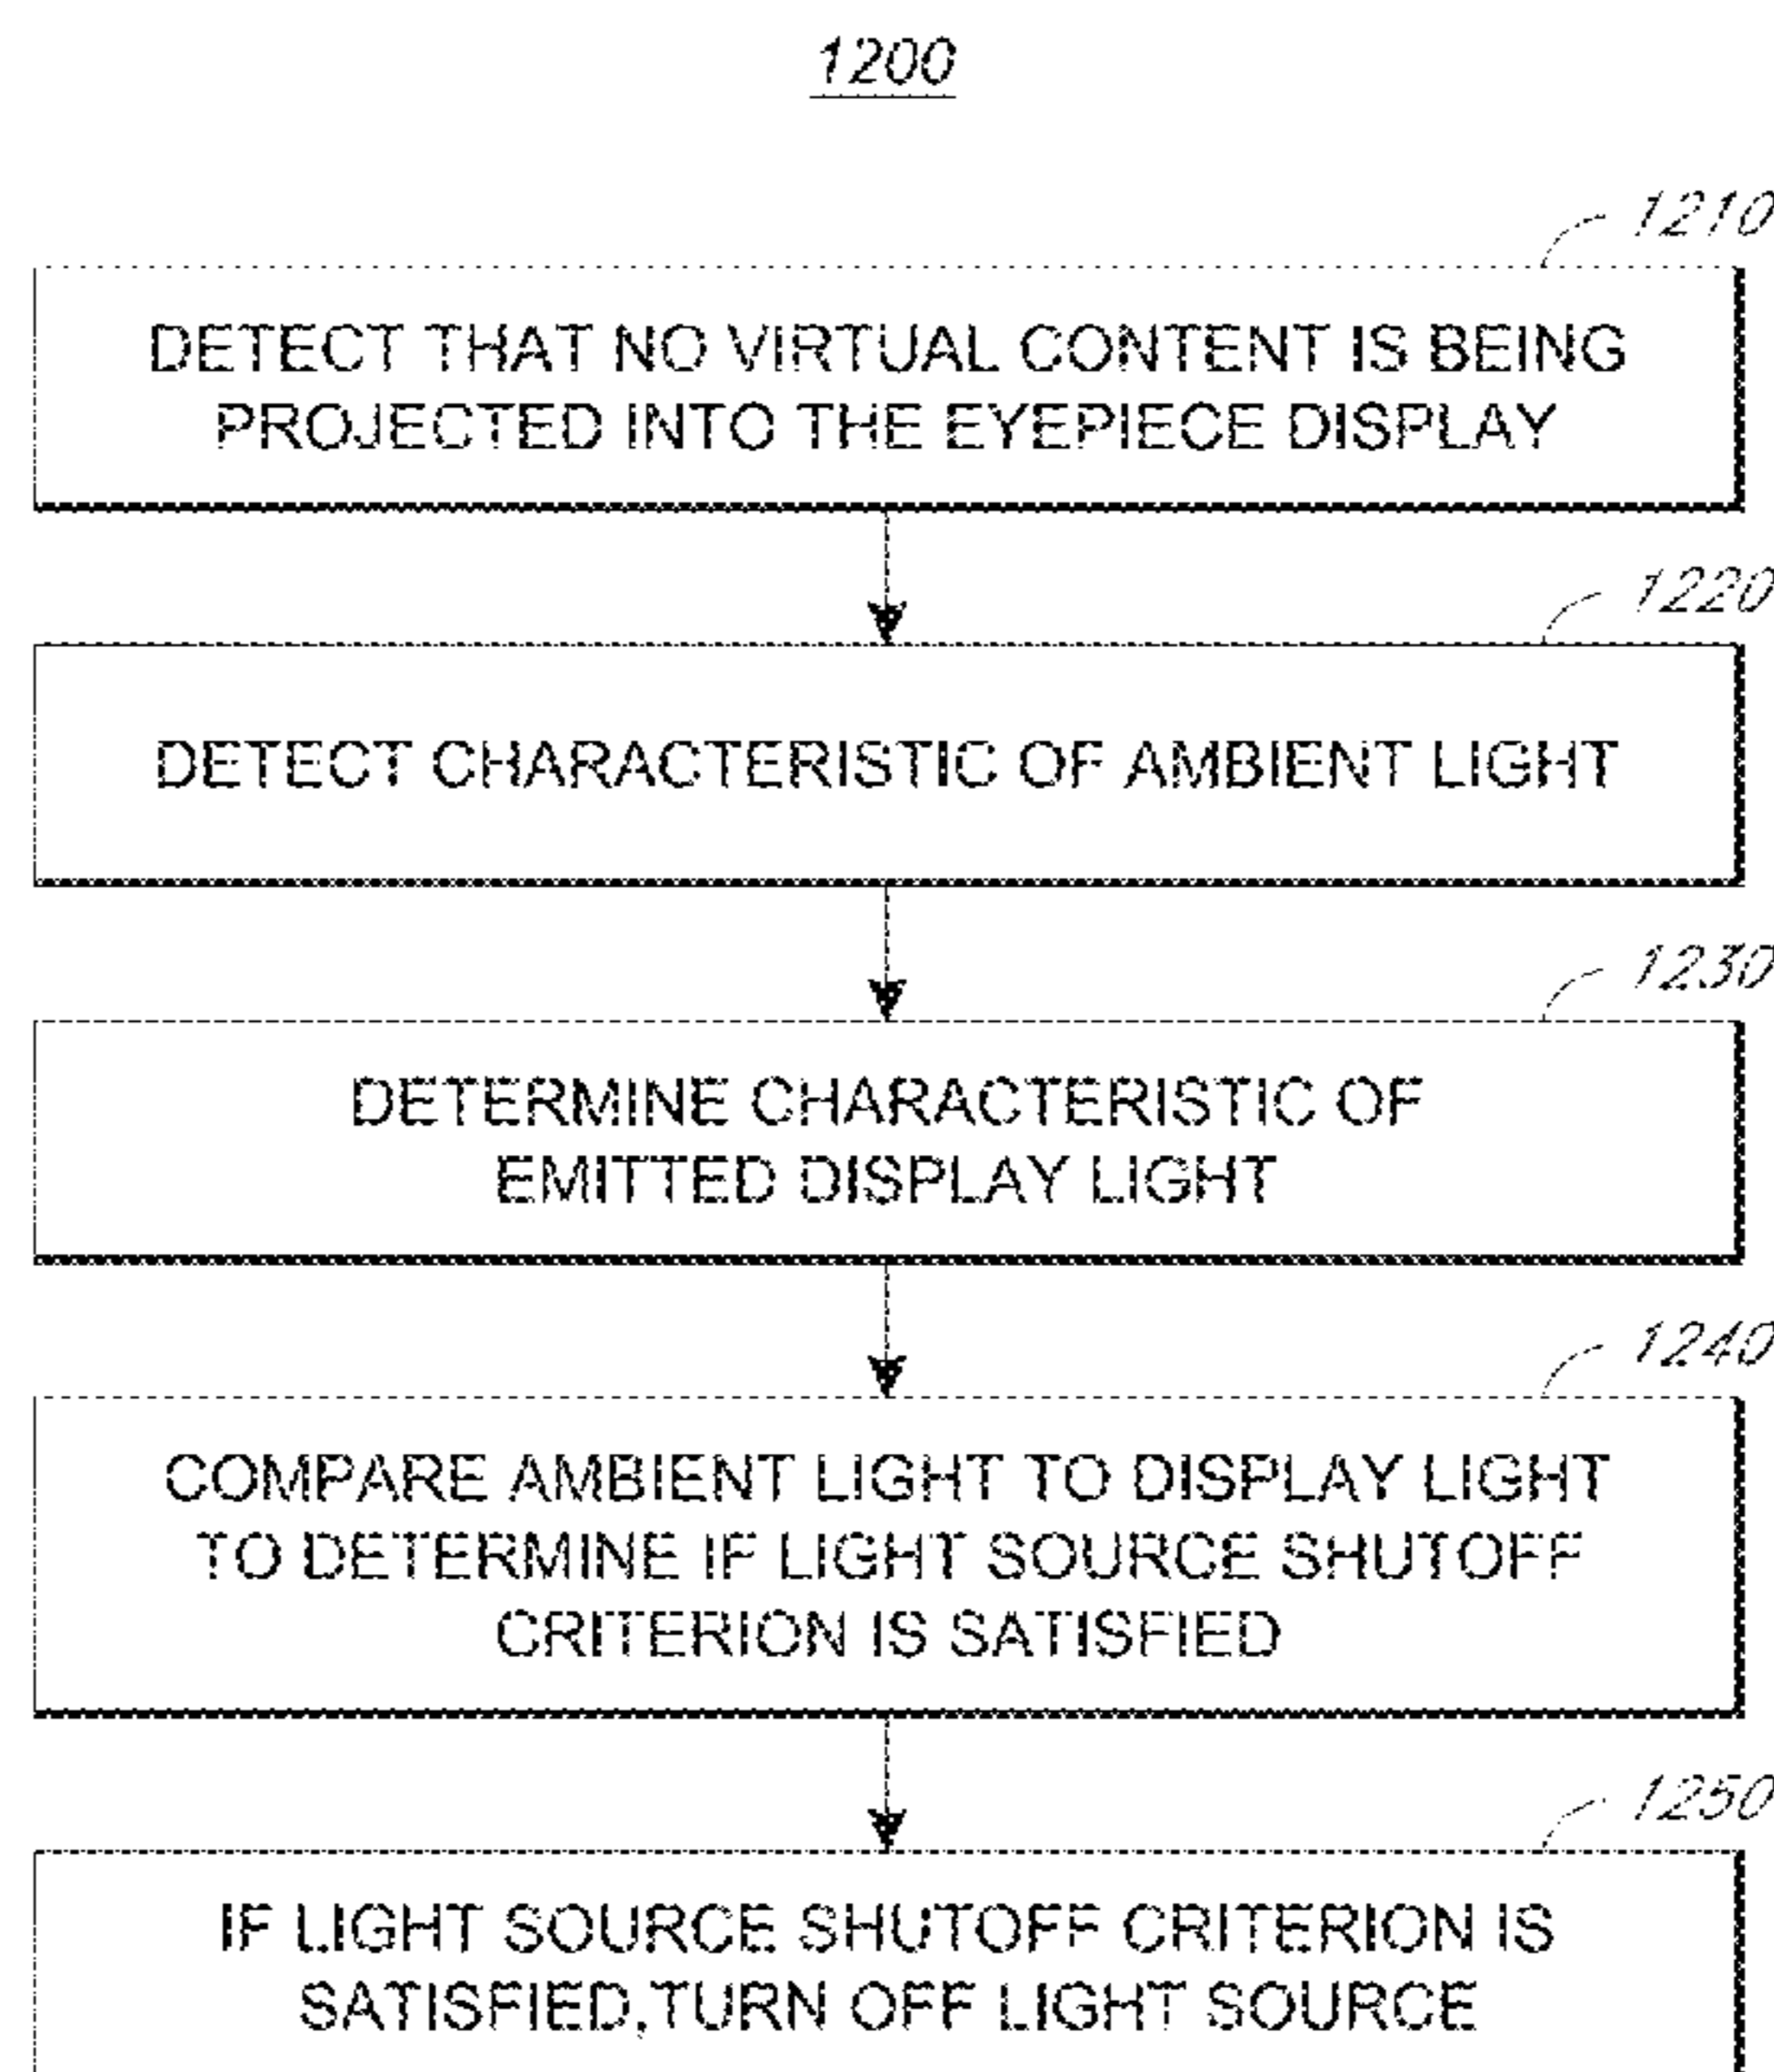 1200
1210
DETECT THAT NO VIRTUAL CONTENT IS BEING
PROJECTED INTO THE EYEPIECE DISPLAY
1220
DETECT CHARACTERISTIC OF AMBIENT LIGHT
1230
DETERMINE CHARACTERISTIC OF
EMITTED DISPLAY LIGHT
1240
COMPARE AMBIENT LIGHT TO DISPLAY LIGHT
TO DETERMINE IF LIGHT SOURCE SHUTOFF
CRITERION IS SATISFIED
1250
IF LIGHT SOURCE SHUTOFF CRITERION IS
SATISFIED, TURN OFF LIGHT SOURCE